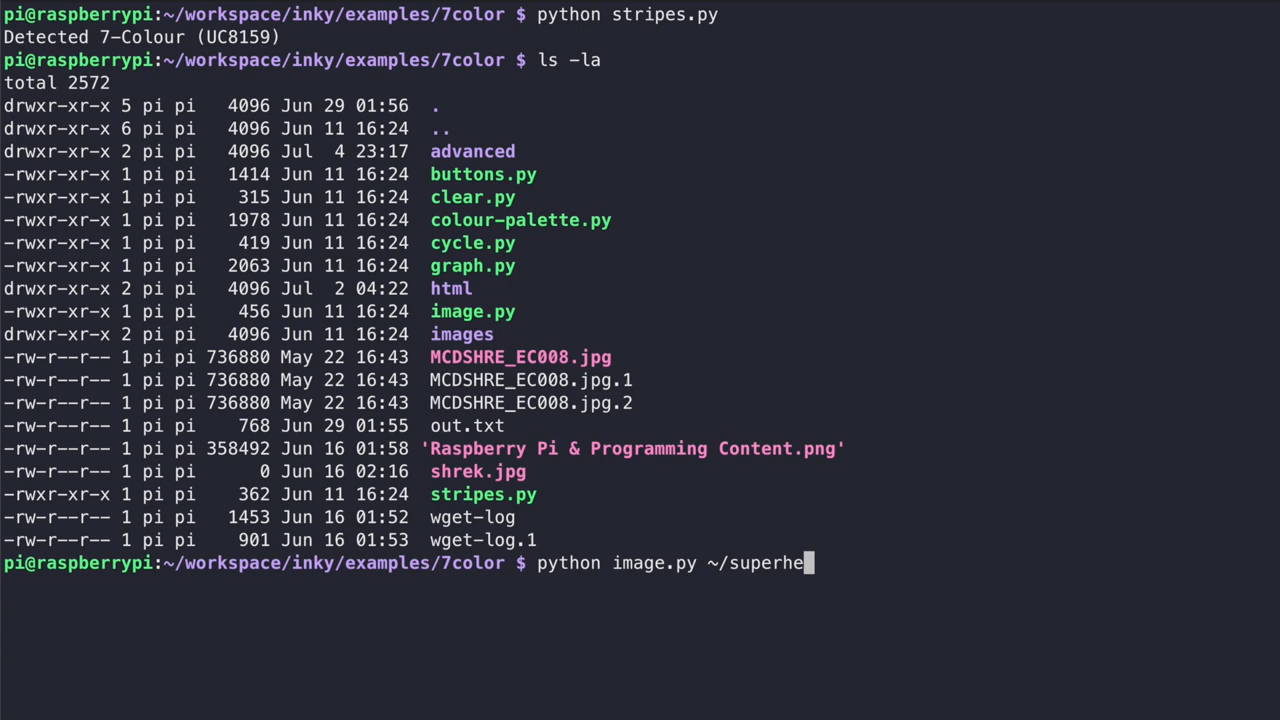 pi@raspberrypi:~/workspace/inky/examples/7color $ python stripes.py
Detected 7-Colour (UC8159)
pi@raspberrypi:~/workspace/inky/examples/7color $ ls -la
total 2572
drwxr-xr-x 5 pi pi   4096 Jun 29 01:56  .
drwxr-xr-x 6 pi pi   4096 Jun 11 16:24  ..
drwxr-xr-x 2 pi pi   4096 Jul  4 23:17  advanced
-rwxr-xr-x 1 pi pi   1414 Jun 11 16:24  buttons.py
-rwxr-xr-x 1 pi pi    315 Jun 11 16:24  clear.py
-rwxr-xr-x 1 pi pi   1978 Jun 11 16:24  colour-palette.py
-rwxr-xr-x 1 pi pi    419 Jun 11 16:24  cycle.py
-rwxr-xr-x 1 pi pi   2063 Jun 11 16:24  graph.py
drwxr-xr-x 2 pi pi   4096 Jul  2 04:22  html
-rwxr-xr-x 1 pi pi    456 Jun 11 16:24  image.py
drwxr-xr-x 2 pi pi   4096 Jun 11 16:24  images
-rw-r--r-- 1 pi pi 736880 May 22 16:43  MCDSHRE_EC008.jpg
-rw-r--r-- 1 pi pi 736880 May 22 16:43  MCDSHRE_EC008.jpg.1
-rw-r--r-- 1 pi pi 736880 May 22 16:43  MCDSHRE_EC008.jpg.2
-rw-r--r-- 1 pi pi    768 Jun 29 01:55  out.txt
-rw-r--r-- 1 pi pi 358492 Jun 16 01:58 'Raspberry Pi & Programming Content.png'
-rw-r--r-- 1 pi pi      0 Jun 16 02:16  shrek.jpg
-rwxr-xr-x 1 pi pi    362 Jun 11 16:24  stripes.py
-rw-r--r-- 1 pi pi   1453 Jun 16 01:52  wget-log
-rw-r--r-- 1 pi pi    901 Jun 16 01:53  wget-log.1
pi@raspberrypi:~/workspace/inky/examples/7color $ python image.py ~/superhe